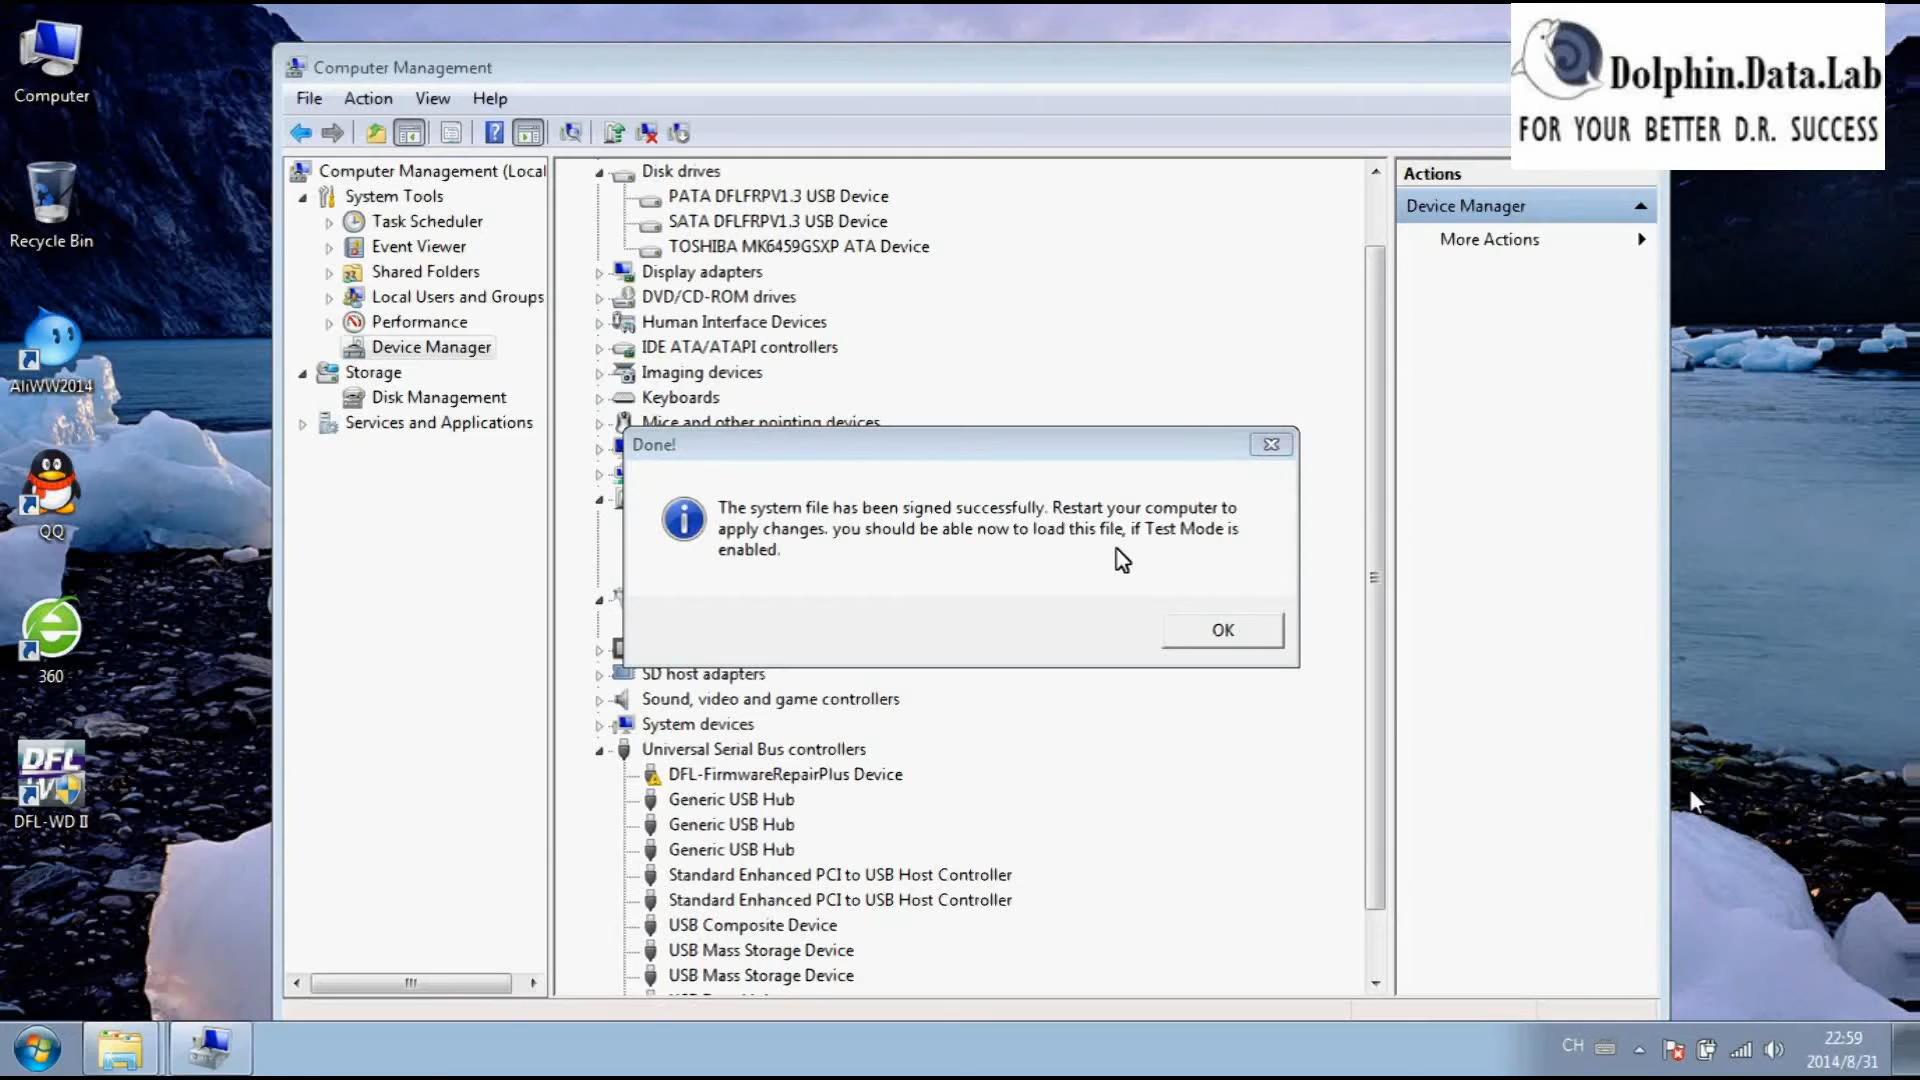 Computer
Recycle Bin
AliWW2014
QQ
360
DFL
DFL-WD II
Computer Management
File Action View Help
Computer Management (Local
System Tools
Task Scheduler
Event Viewer
Shared Folders
Local Users and Groups
Performance
Device Manager
Storage
Disk Management
Services and Applications
Disk drives
PATA DFLFRPV1.3 USB Device
SATA DFLFRPV1.3 USB Device
TOSHIBA MK6459GSXP ATA Device
Display adapters
DVD/CD-ROM drives
Human Interface Devices
IDE ATA/ATAPI controllers
Imaging devices
Keyboards
Mice and other pointing devices
Done!
The system file has been signed successfully. Restart your computer to
apply changes. you should be able now to load this file, if Test Mode is
enabled.
OK
SD host adapters
Sound, video and game controllers
System devices
Universal Serial Bus controllers
DFL-FirmwareRepairPlus Device
Generic USB Hub
Generic USB Hub
Generic USB Hub
Standard Enhanced PCI to USB Host Controller
Standard Enhanced PCI to USB Host Controller
USB Composite Device
USB Mass Storage Device
USB Mass Storage Device
Actions
Device Manager
More Actions
Dolphin.Data.Lab
FOR YOUR BETTER D.R. SUCCESS
CH
22:59
2014/8/31